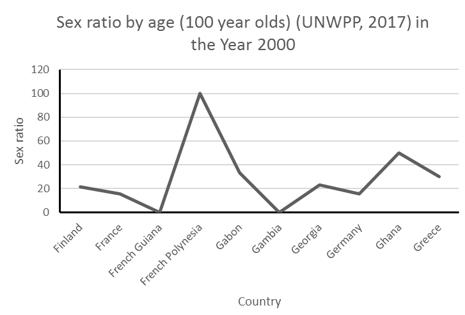 Sex ratio by age (100 year olds) (UNWPP, 2017) in
the Year 2000
120
100
80
60
40
20
0
Sex ratio
Finland
France
French Guiana
French Polynesia
Gabon
Gambia
Georgia
Germany
Ghana
Greece
Country